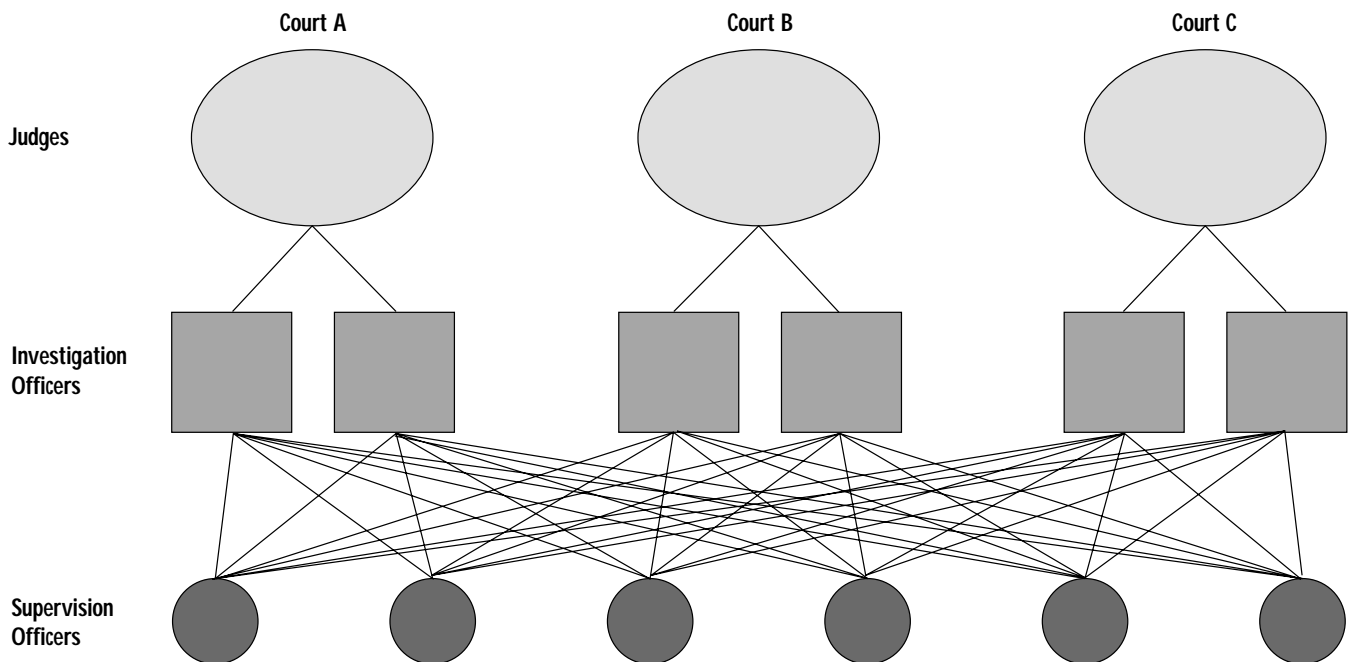 Court A
Court B
Court C
Judges
Investigation
Officers
Supervision
Officers